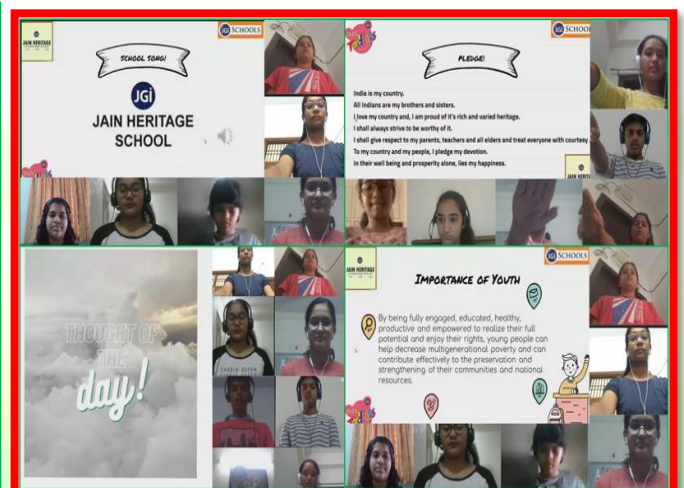 JAIN HERITAGE
JGI SCHOOLS
SCHOOL SONG!
JGI
JAIN HERITAGE
SCHOOL
JGI SCHOOLS
PLEDGE!
India is my country.
All Indians are my brothers and sisters.
I love my country and, I am proud of it's rich and varied heritage.
I shall always strive to be worthy of it.
I shall give respect to my parents, teachers and all elders and treat everyone with courtesy
To my country and my people, I pledge my devotion.
In their well being and prosperity alone, lies my happiness.
THOUGHT OF
THE
day!
JAIN HERITAGE
JGI SCHOOLS
IMPORTANCE OF YOUTH
By being fully engaged, educated, healthy,
productive and empowered to realize their full
potential and enjoy their rights, young people can
help decrease multigenerational poverty and can
contribute effectively to the preservation and
strengthening of their communities and national
resources.